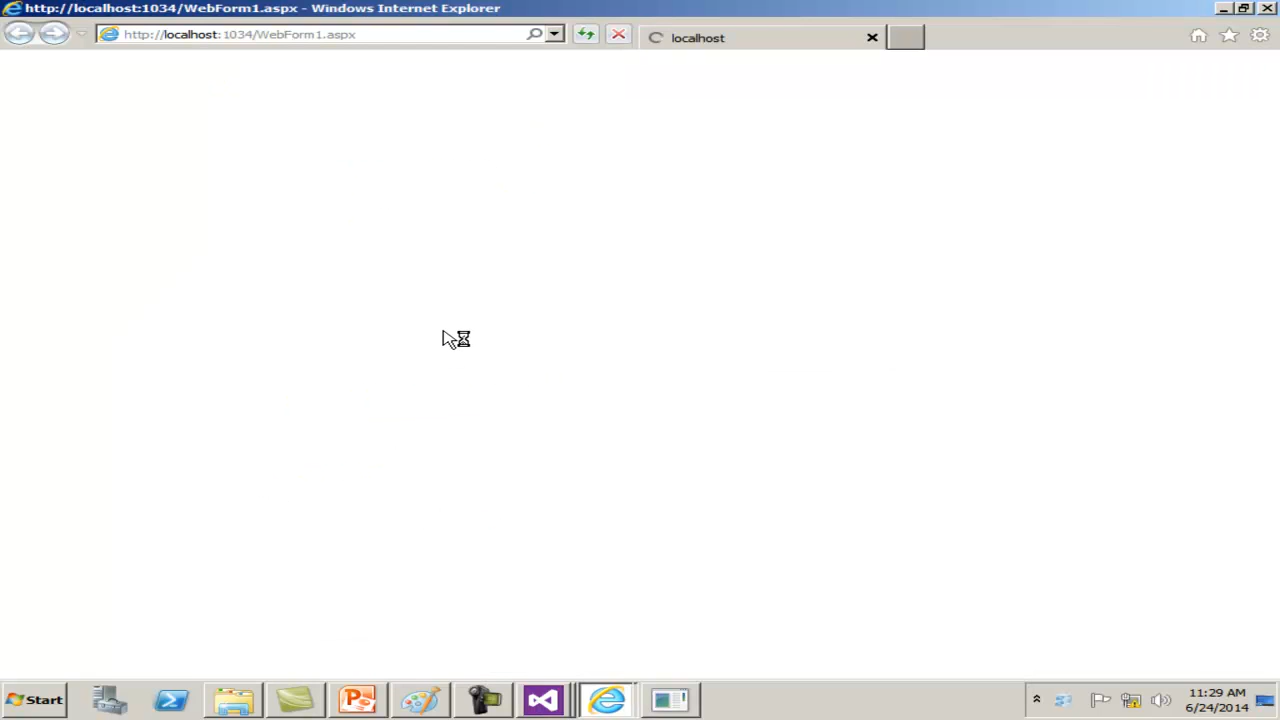 http://localhost:1034/WebForm1.aspx - Windows Internet Explorer
http://localhost:1034/WebForm1.aspx
localhost
Start
11:29 AM
6/24/2014